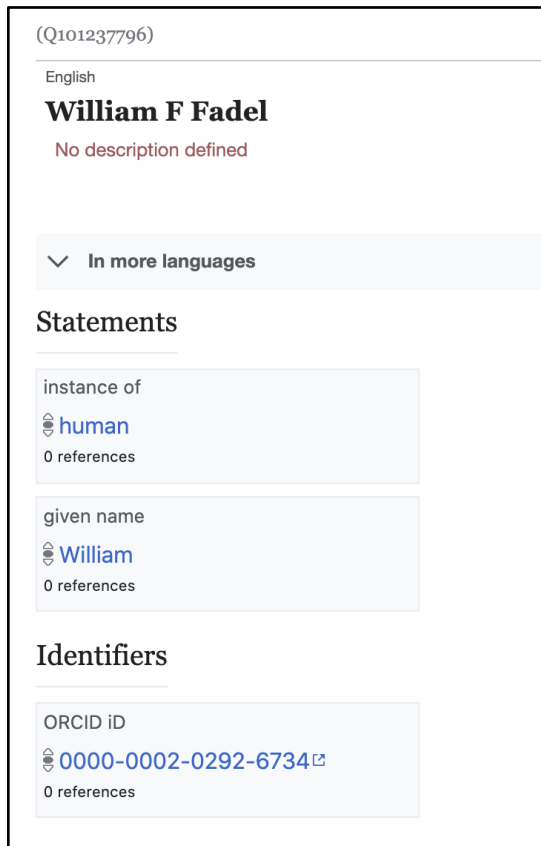 (Q101237796)
English
William F Fadel
No description defined
In more languages
Statements
instance of
human
0 references
given name
William
0 references
Identifiers
ORCID iD
0000-0002-0292-6734
0 references